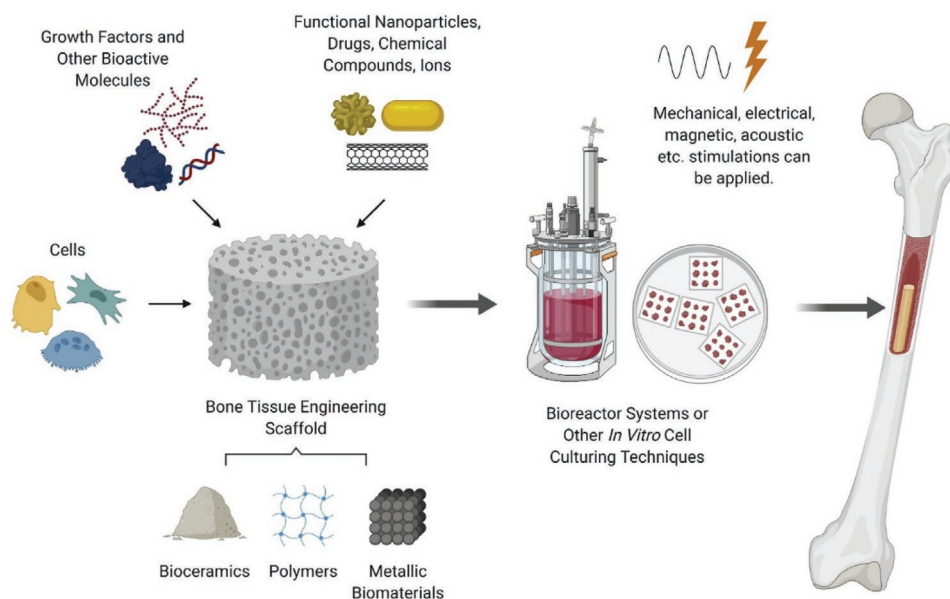 Growth Factors and
Other Bioactive
Molecules
Functional Nanoparticles,
Drugs, Chemical
Compounds, Ions
Mechanical, electrical,
magnetic, acoustic
etc. stimulations can
be applied.
Cells
Bone Tissue Engineering
Scaffold
Bioreactor Systems or
Other In Vitro Cell
Culturing Techniques
Bioceramics
Polymers
Metallic
Biomaterials